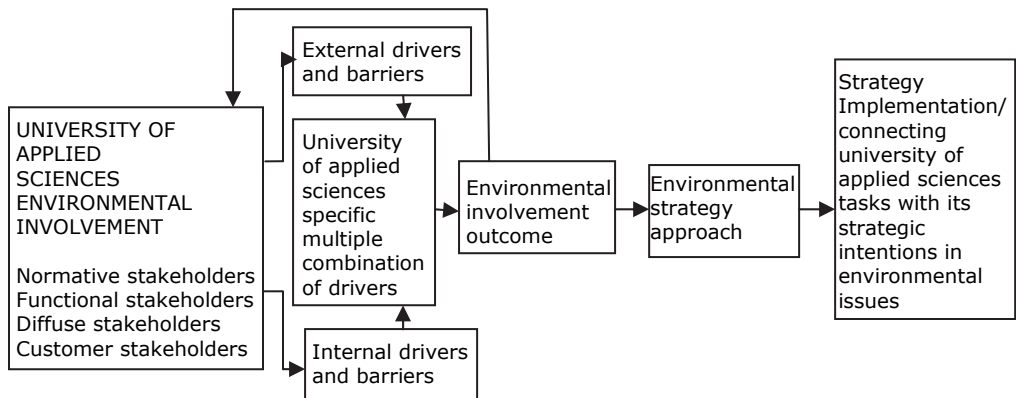 UNIVERSITY OF
APPLIED
SCIENCES
ENVIRONMENTAL
INVOLVEMENT
Normative stakeholders
Functional stakeholders
Diffuse stakeholders
Customer stakeholders
External drivers
and barriers
University
of applied
sciences
specific
multiple
combination
of drivers
Internal drivers
and barriers
Environmental
involvement
outcome
Environmental
strategy
approach
Strategy
Implementation/
connecting
university of
applied sciences
tasks with its
strategic
intentions in
environmental
issues